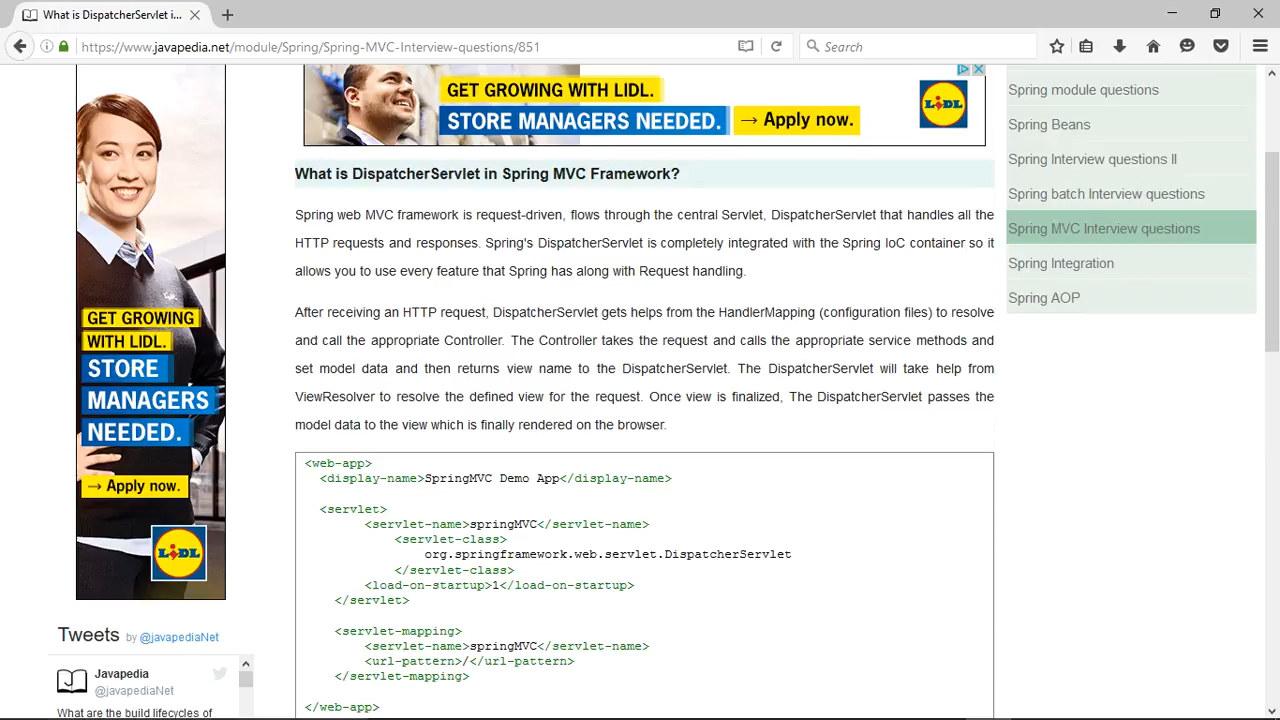 What is DispatcherServlet i...
https://www.javapedia.net/module/Spring/Spring-MVC-Interview-questions/851
Search
GET GROWING WITH LIDL.
STORE MANAGERS NEEDED.
→ Apply now.
LIDL
GET GROWING
WITH LIDL.
STORE
MANAGERS
NEEDED.
→ Apply now.
LIDL
Tweets by @javapediaNet
Javapedia
@javapediaNet
What are the build lifecycles of
What is DispatcherServlet in Spring MVC Framework?
Spring web MVC framework is request-driven, flows through the central Servlet, DispatcherServlet that handles all the
HTTP requests and responses. Spring's DispatcherServlet is completely integrated with the Spring IoC container so it
allows you to use every feature that Spring has along with Request handling.
After receiving an HTTP request, DispatcherServlet gets helps from the HandlerMapping (configuration files) to resolve
and call the appropriate Controller. The Controller takes the request and calls the appropriate service methods and
set model data and then returns view name to the DispatcherServlet. The DispatcherServlet will take help from
ViewResolver to resolve the defined view for the request. Once view is finalized, The DispatcherServlet passes the
model data to the view which is finally rendered on the browser.
<web-app>
<display-name>SpringMVC Demo App</display-name>
<servlet>
<servlet-name>springMVC</servlet-name>
<servlet-class>
org.springframework.web.servlet.DispatcherServlet
</servlet-class>
<load-on-startup>1</load-on-startup>
</servlet>
<servlet-mapping>
<servlet-name>springMVC</servlet-name>
<url-pattern>/</url-pattern>
</servlet-mapping>
</web-app>
Spring module questions
Spring Beans
Spring Interview questions II
Spring batch Interview questions
Spring MVC Interview questions
Spring Integration
Spring AOP